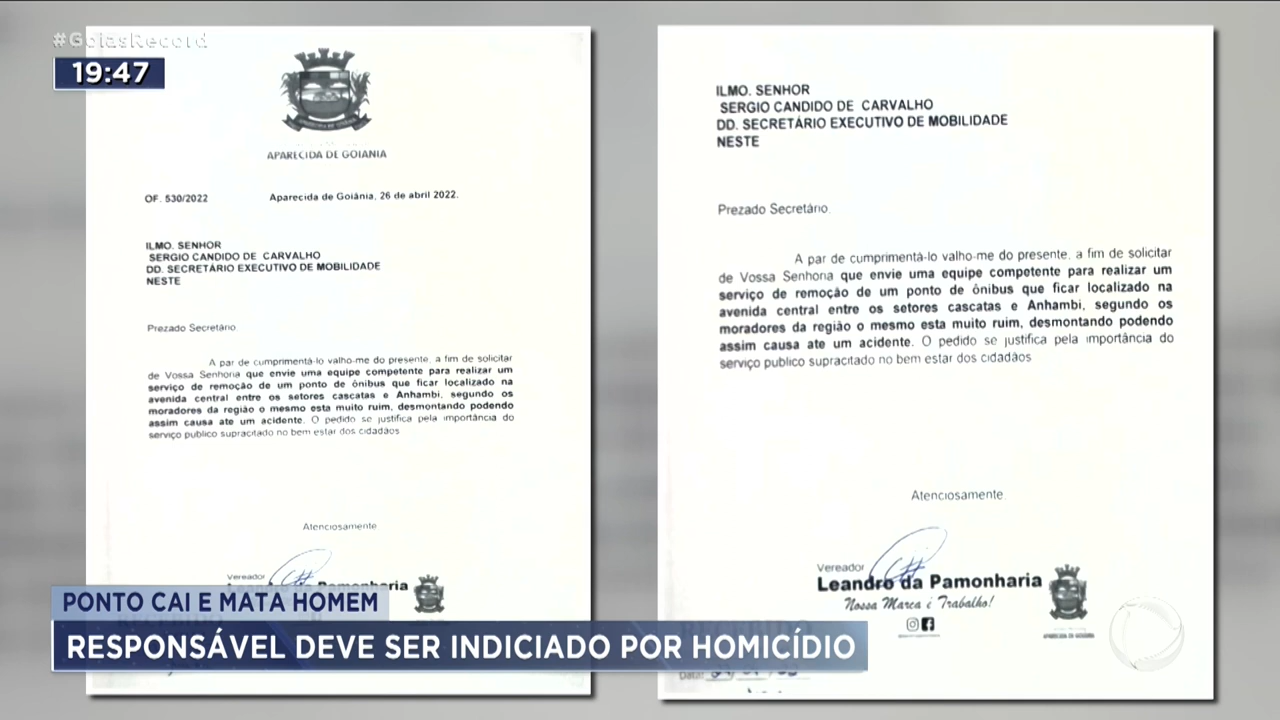 #GoiásRecord
19:47
APARECIDA DE GOIANIA
OF. 530/2022 Aparecida de Goiânia, 26 de abril 2022.
ILMO. SENHOR
SERGIO CANDIDO DE CARVALHO
DD. SECRETÁRIO EXECUTIVO DE MOBILIDADE
NESTE
Prezado Secretário,
A par de cumprimentá-lo valho-me do presente, a fim de solicitar
de Vossa Senhoria que envie uma equipe competente para realizar um
serviço de remoção de um ponto de ônibus que ficar localizado na
avenida central entre os setores cascatas e Anhambi, segundo os
moradores da região o mesmo esta muito ruim, desmontando podendo
assim causa ate um acidente. O pedido se justifica pela importância do
serviço publico supracitado no bem estar dos cidadãos
Atenciosamente
Vereador
ILMO. SENHOR
SERGIO CANDIDO DE CARVALHO
DD. SECRETÁRIO EXECUTIVO DE MOBILIDADE
NESTE
Prezado Secretário,
A par de cumprimentá-lo valho-me do presente, a fim de solicitar
de Vossa Senhoria que envie uma equipe competente para realizar um
serviço de remoção de um ponto de ônibus que ficar localizado na
avenida central entre os setores cascatas e Anhambi, segundo os
moradores da região o mesmo esta muito ruim, desmontando podendo
assim causa ate um acidente. O pedido se justifica pela importância do
serviço publico supracitado no bem estar dos cidadãos
Atenciosamente,
Vereador
Leandro da Pamonharia
Nossa Marca é Trabalho!
RECEBIDO
Data:
PONTO CAI E MATA HOMEM
RESPONSÁVEL DEVE SER INDICIADO POR HOMICÍDIO